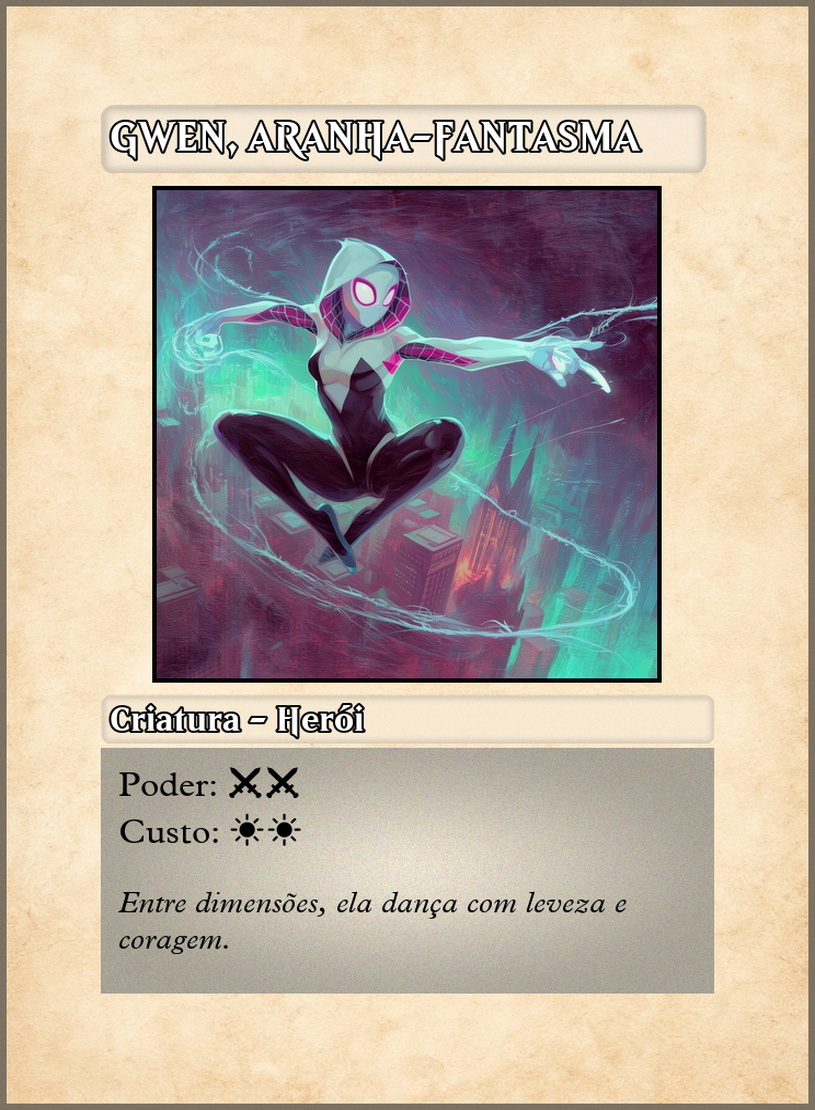 GWEN, ARANHA-FANTASMA
Criatura - Herói
Poder: ⚔⚔
Custo: ☀☀
Entre dimensões, ela dança com leveza e
coragem.